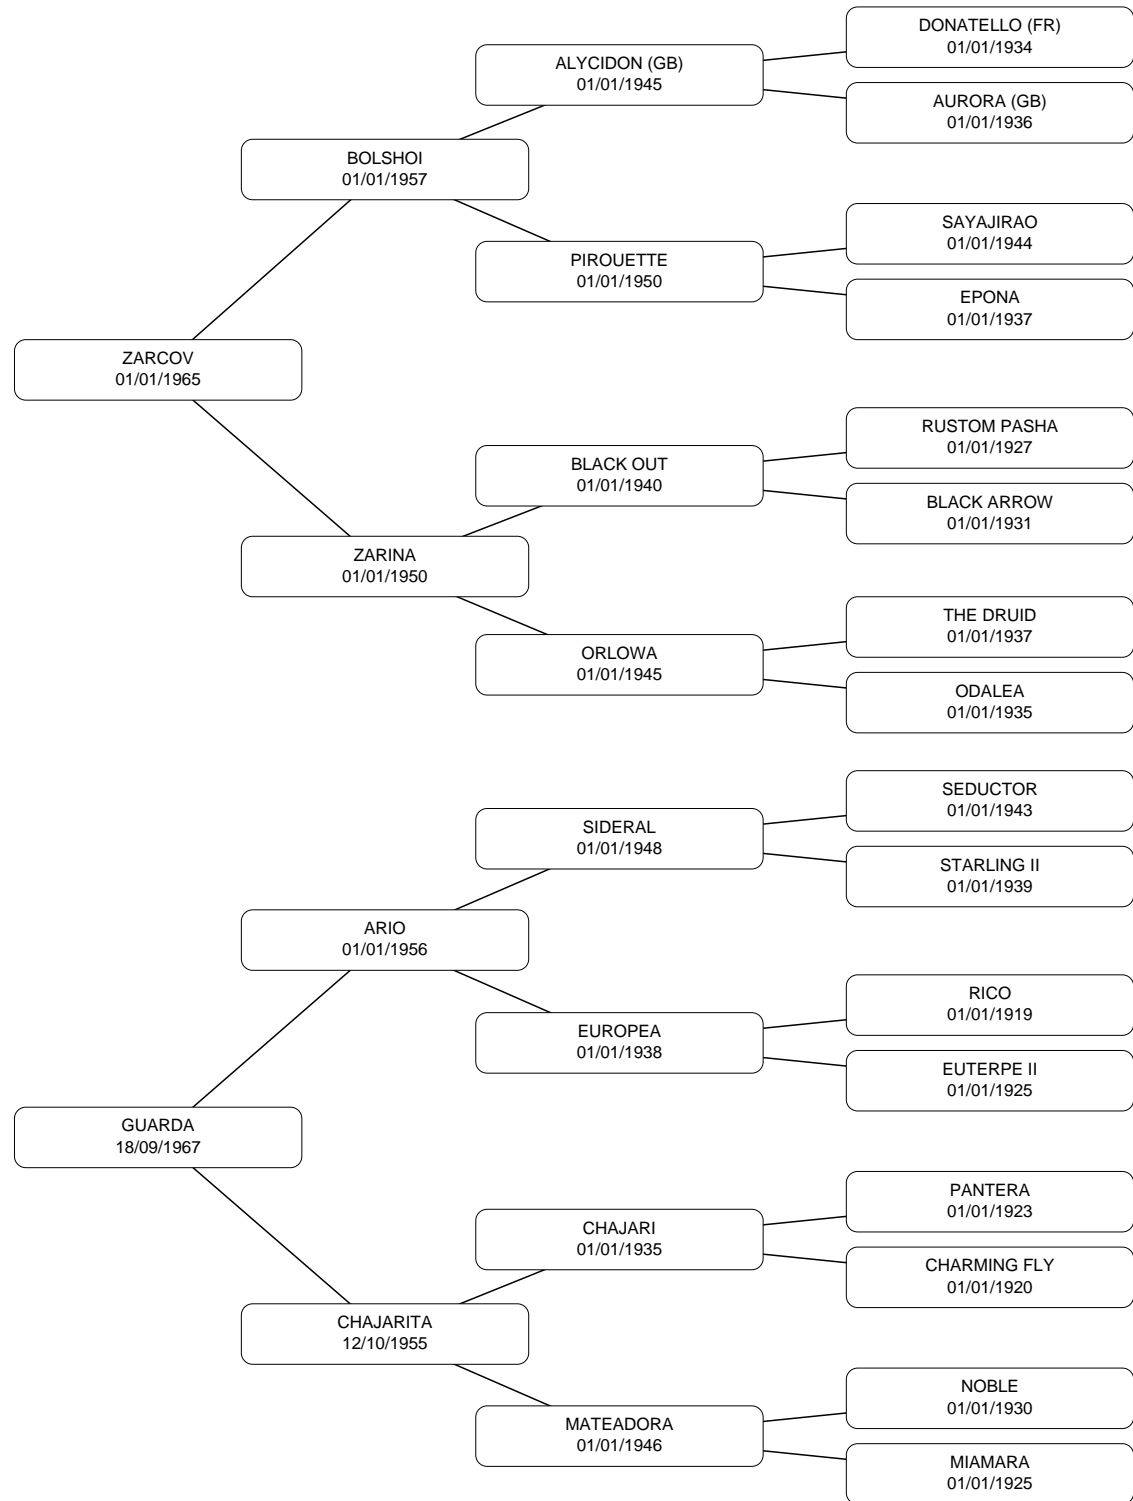 DONATELLO (FR)
01/01/1934
ALYCIDON (GB)
01/01/1945
AURORA (GB)
01/01/1936
BOLSHOI
01/01/1957
SAYAJIRAO
01/01/1944
PIROUETTE
01/01/1950
EPONA
01/01/1937
ZARCOV
01/01/1965
RUSTOM PASHA
01/01/1927
BLACK OUT
01/01/1940
BLACK ARROW
01/01/1931
ZARINA
01/01/1950
THE DRUID
01/01/1937
ORLOWA
01/01/1945
ODALEA
01/01/1935
SEDUCTOR
01/01/1943
SIDERAL
01/01/1948
STARLING II
01/01/1939
ARIO
01/01/1956
RICO
01/01/1919
EUROPEA
01/01/1938
EUTERPE II
01/01/1925
GUARDA
18/09/1967
PANTERA
01/01/1923
CHAJARI
01/01/1935
CHARMING FLY
01/01/1920
CHAJARITA
12/10/1955
NOBLE
01/01/1930
MATEADORA
01/01/1946
MIAMARA
01/01/1925